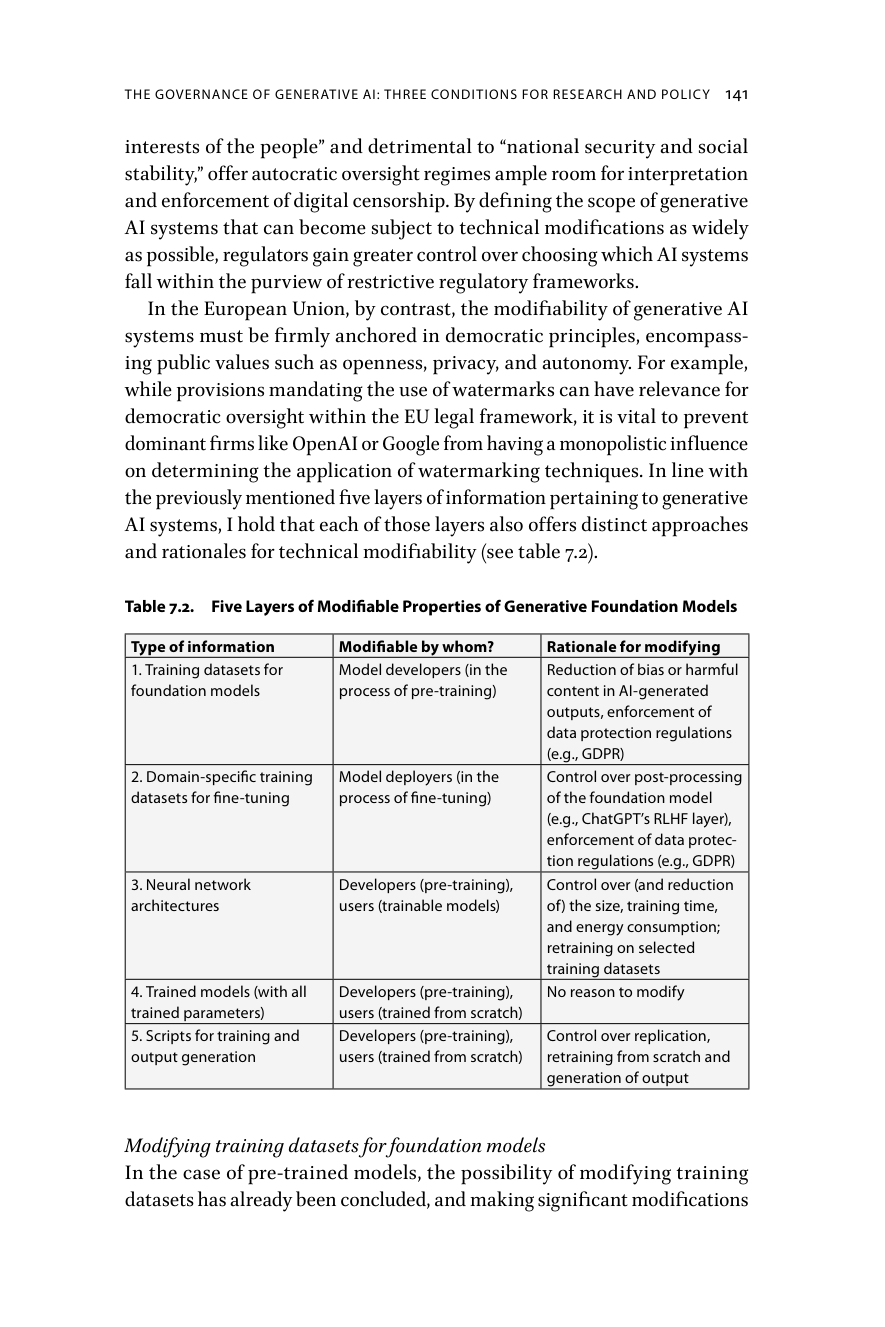 THE GOVERNANCE OF GENERATIVE AI: THREE CONDITIONS FOR RESEARCH AND POLICY 141
interests of the people” and detrimental to “national security and social
stability,” offer autocratic oversight regimes ample room for interpretation
and enforcement of digital censorship. By defining the scope of generative
AI systems that can become subject to technical modifications as widely
as possible, regulators gain greater control over choosing which AI systems
fall within the purview of restrictive regulatory frameworks.
In the European Union, by contrast, the modifiability of generative AI
systems must be firmly anchored in democratic principles, encompass-
ing public values such as openness, privacy, and autonomy. For example,
while provisions mandating the use of watermarks can have relevance for
democratic oversight within the EU legal framework, it is vital to prevent
dominant firms like OpenAI or Google from having a monopolistic influence
on determining the application of watermarking techniques. In line with
the previously mentioned five layers of information pertaining to generative
AI systems, I hold that each of those layers also offers distinct approaches
and rationales for technical modifiability (see table 7.2).
Table 7.2. Five Layers of Modifiable Properties of Generative Foundation Models
Type of information
Modifiable by whom?
Rationale for modifying
1. Training datasets for
foundation models
Model developers (in the
process of pre-training)
Reduction of bias or harmful
content in AI-generated
outputs, enforcement of
data protection regulations
(e.g., GDPR)
2. Domain-specific training
datasets for fine-tuning
Model deployers (in the
process of fine-tuning)
Control over post-processing
of the foundation model
(e.g., ChatGPT’s RLHF layer),
enforcement of data protec-
tion regulations (e.g., GDPR)
3. Neural network
architectures
Developers (pre-training),
users (trainable models)
Control over (and reduction
of) the size, training time,
and energy consumption;
retraining on selected
training datasets
4. Trained models (with all
trained parameters)
Developers (pre-training),
users (trained from scratch)
No reason to modify
5. Scripts for training and
output generation
Developers (pre-training),
users (trained from scratch)
Control over replication,
retraining from scratch and
generation of output
Modifying training datasets for foundation models
In the case of pre-trained models, the possibility of modifying training
datasets has already been concluded, and making significant modifications